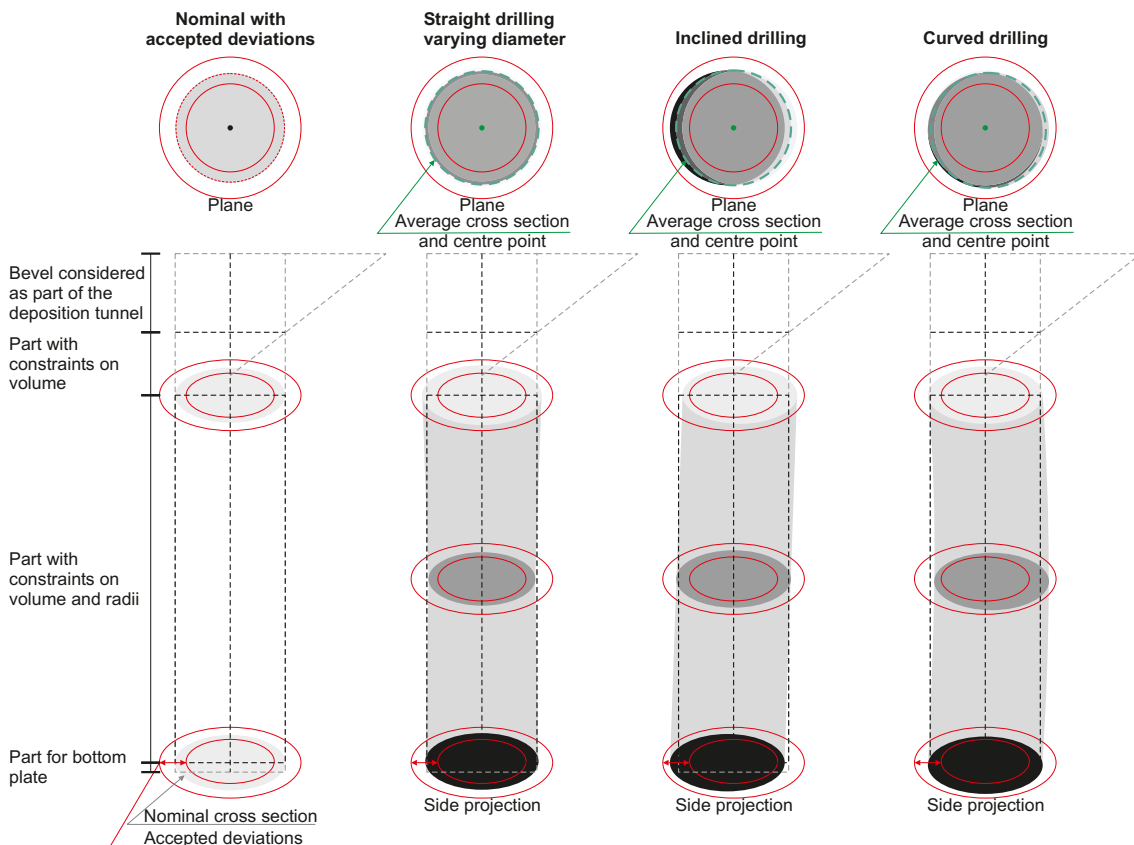 Nominal with
accepted deviations
Straight drilling
varying diameter
Inclined drilling
Curved drilling
Plane
Plane
Average cross section
and centre point
Plane
Average cross section
and centre point
Plane
Average cross section
and centre point
Bevel considered
as part of the
deposition tunnel
Part with
constraints on
volume
Part with
constraints on
volume and radii
Part for bottom
plate
Nominal cross section
Accepted deviations
Side projection
Side projection
Side projection